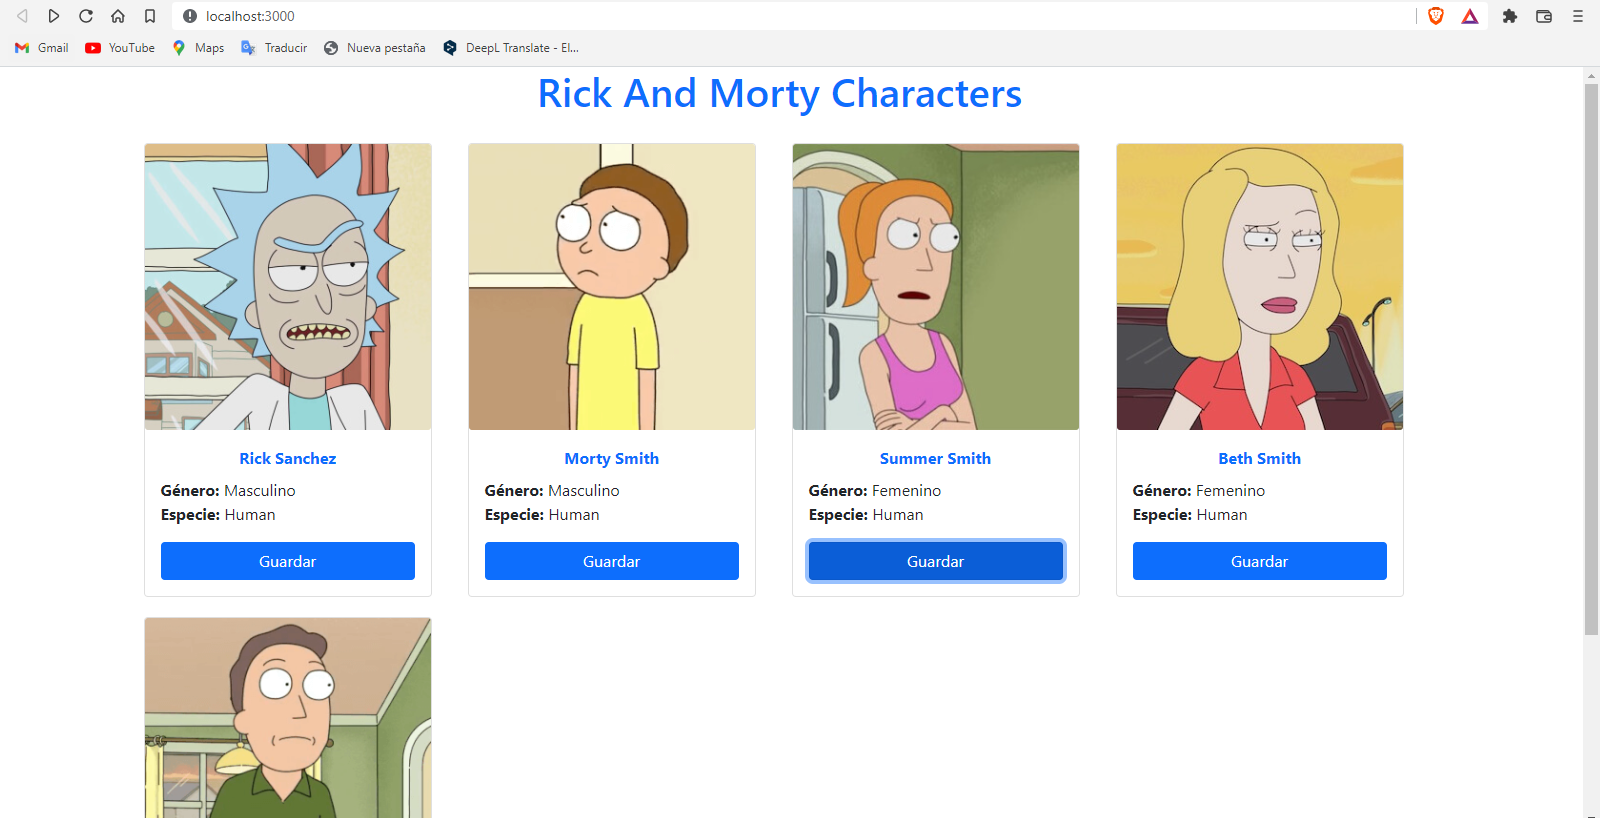 localhost:3000
Gmail YouTube Maps Traducir Nueva pestaña DeepL Translate - El...
Rick And Morty Characters
Rick Sanchez
Género: Masculino
Especie: Human
Guardar
Morty Smith
Género: Masculino
Especie: Human
Guardar
Summer Smith
Género: Femenino
Especie: Human
Guardar
Beth Smith
Género: Femenino
Especie: Human
Guardar